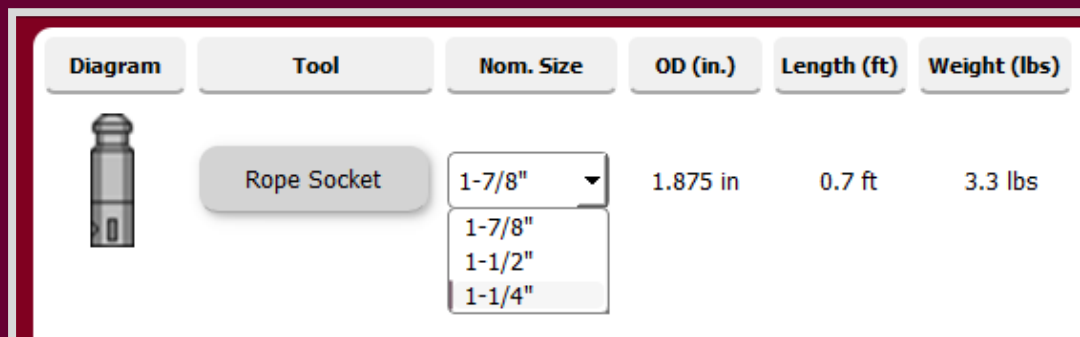 Diagram Tool Nom. Size OD (in.) Length (ft) Weight (lbs)
Rope Socket 1-7/8" 1.875 in 0.7 ft 3.3 lbs
1-7/8"
1-1/2"
1-1/4"